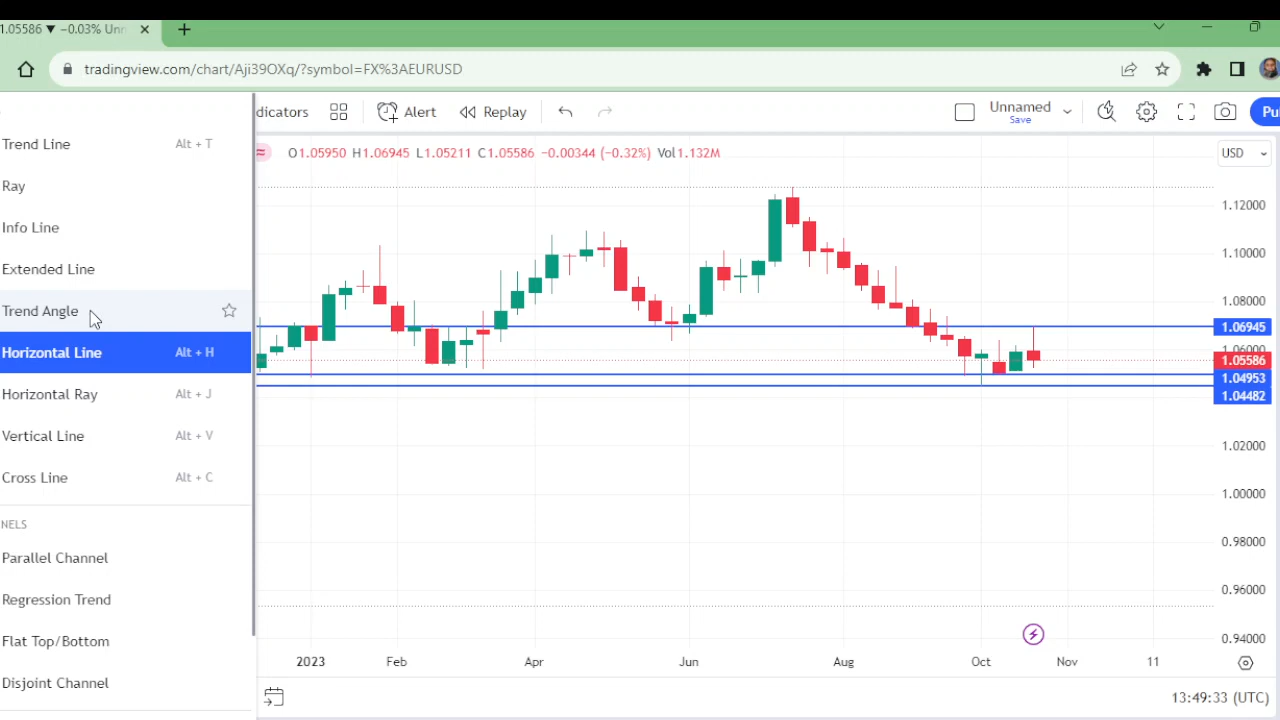 1.05586 ▼ −0.03% Unn
tradingview.com/chart/Aji39OXq/?symbol=FX%3AEURUSD
dicators Alert Replay Unnamed Save Pu
O1.05950 H1.06945 L1.05211 C1.05586 −0.00344 (−0.32%) Vol1.132M
USD
Trend Line Alt + T
Ray
Info Line
Extended Line
Trend Angle
Horizontal Line Alt + H
Horizontal Ray Alt + J
Vertical Line Alt + V
Cross Line Alt + C
NELS
Parallel Channel
Regression Trend
Flat Top/Bottom
Disjoint Channel
1.12000
1.10000
1.08000
1.06945
1.06000
1.05586
1.04953
1.04482
1.02000
1.00000
0.98000
0.96000
0.94000
2023 Feb Apr Jun Aug Oct Nov 11
13:49:33 (UTC)